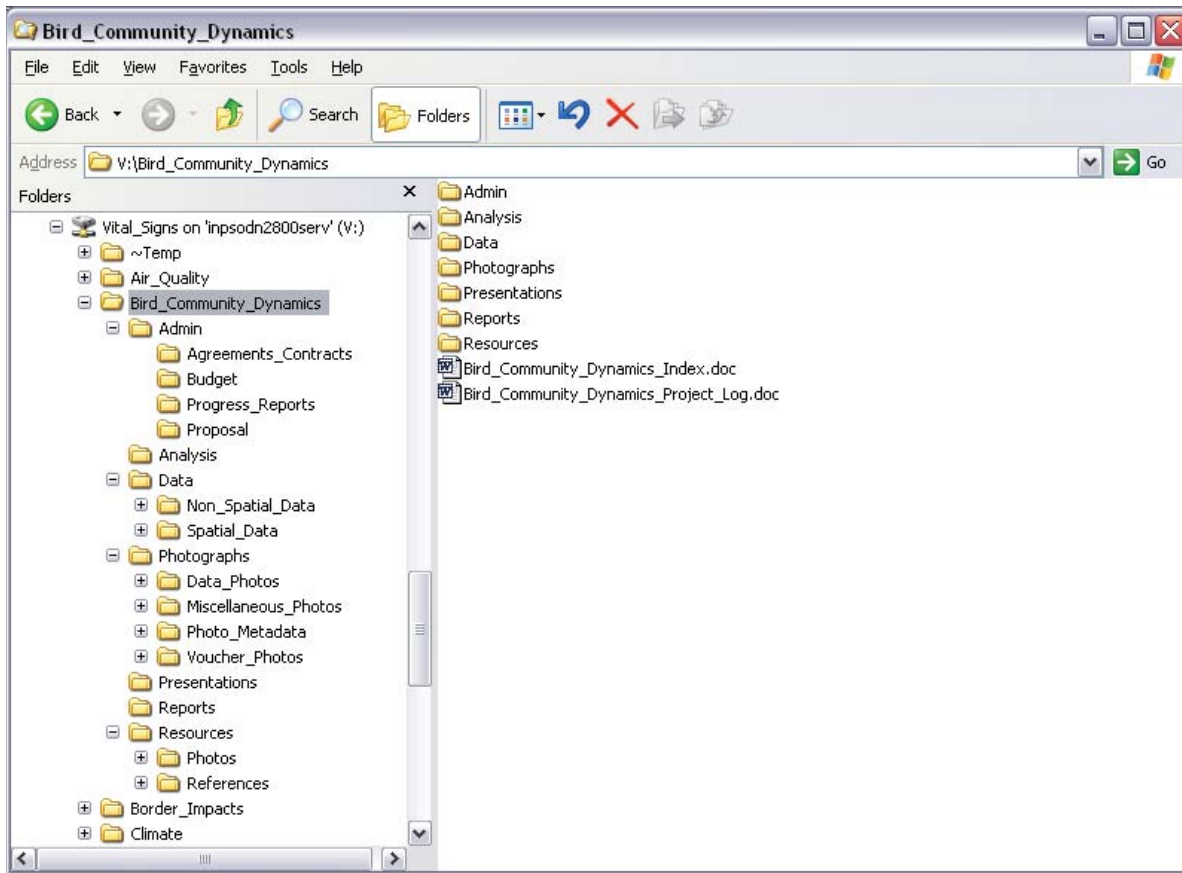 Bird_Community_Dynamics
File Edit View Favorites Tools Help
Back Search Folders
Address V:\Bird_Community_Dynamics Go
Folders
Vital_Signs on 'inpsodn2800serv' (V:)
~Temp
Air_Quality
Bird_Community_Dynamics
Admin
Agreements_Contracts
Budget
Progress_Reports
Proposal
Analysis
Data
Non_Spatial_Data
Spatial_Data
Photographs
Data_Photos
Miscellaneous_Photos
Photo_Metadata
Voucher_Photos
Presentations
Reports
Resources
Photos
References
Border_Impacts
Climate
Admin
Analysis
Data
Photographs
Presentations
Reports
Resources
Bird_Community_Dynamics_Index.doc
Bird_Community_Dynamics_Project_Log.doc